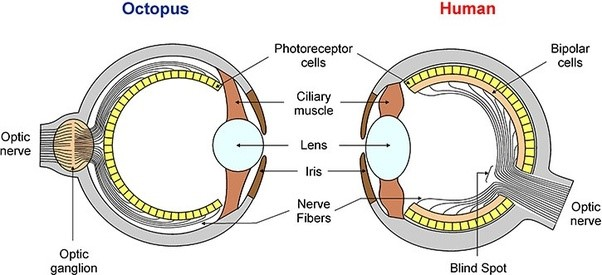 Octopus
Human
Photoreceptor
cells
Bipolar
cells
Ciliary
muscle
Optic
nerve
Lens
Iris
Nerve
Fibers
Optic
nerve
Optic
ganglion
Blind Spot